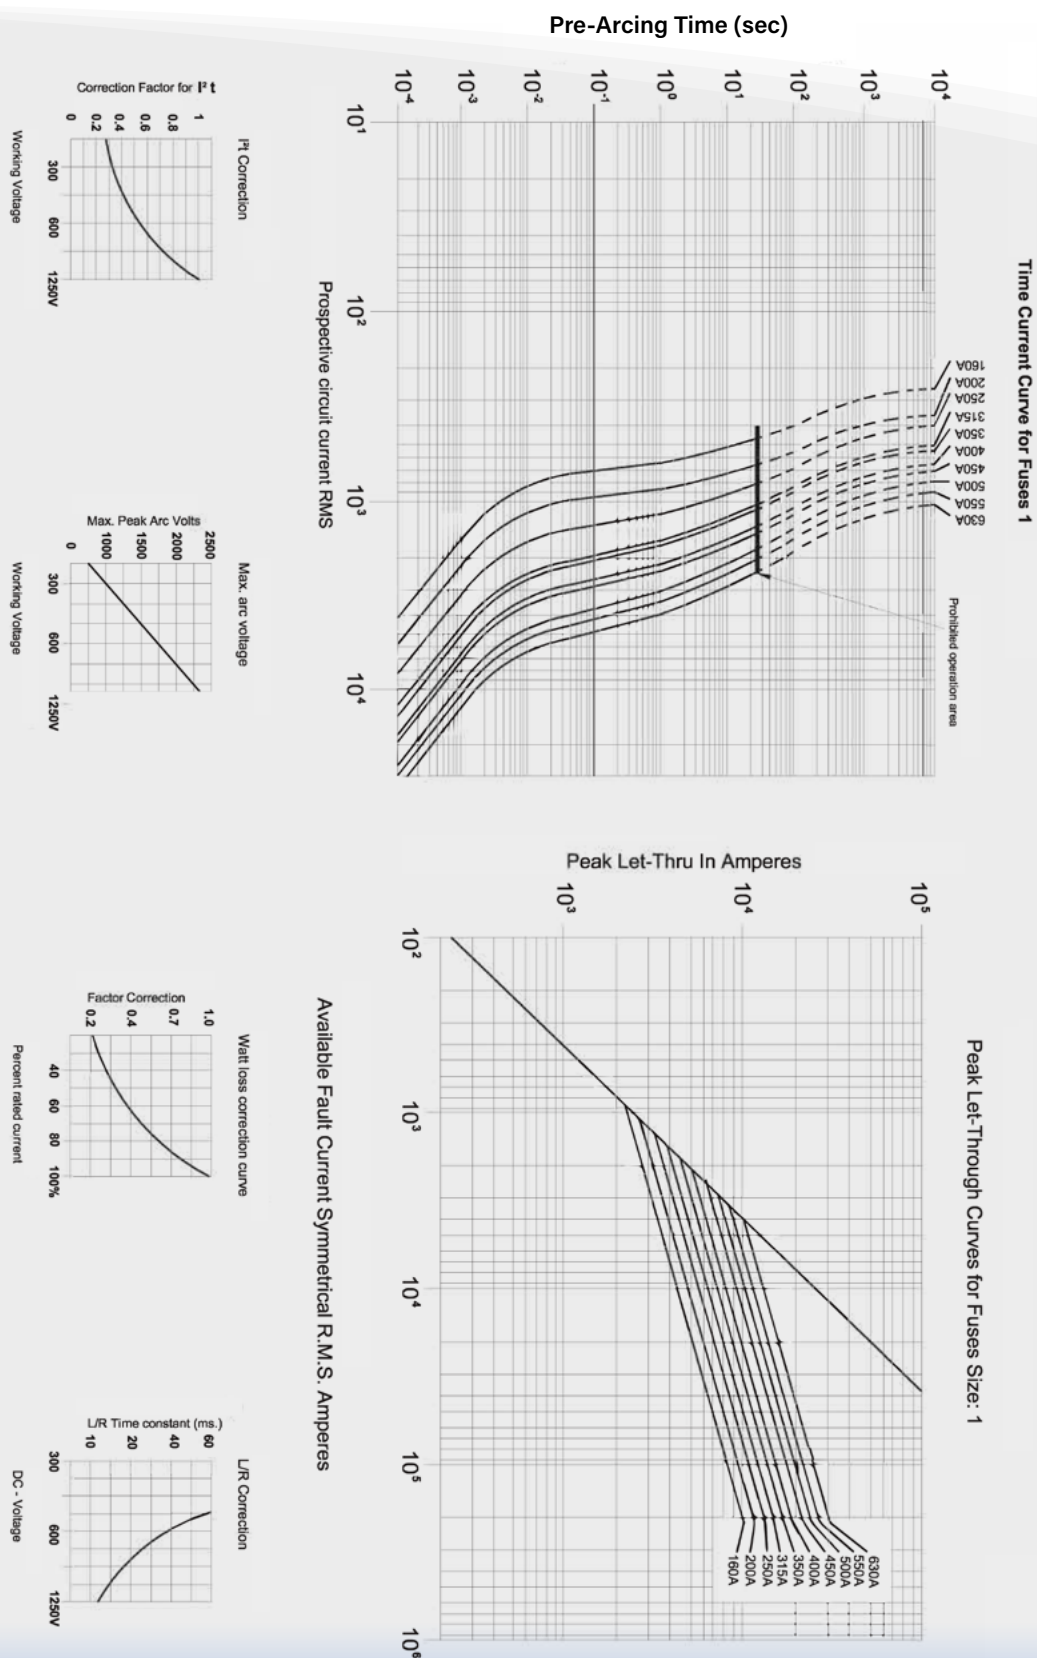 Pre-Arcing Time (sec)
Time Current Curve for Fuses 1
10⁴
10³
10²
10¹
10⁰
10⁻¹
10⁻²
10⁻³
10⁻⁴
10¹
10²
10³
10⁴
Prospective circuit current RMS
160A
200A
250A
315A
350A
400A
450A
500A
550A
630A
Prohibiled operation area
I²t Correction
Correction Factor for I² t
0
0.2
0.4
0.6
0.8
1
300
600
1250V
Working Voltage
Max. arc voltage
Max. Peak Arc Volts
0
1000
1500
2000
2500
300
600
1250V
Working Voltage
Peak Let-Through Curves for Fuses Size: 1
Peak Let-Thru In Amperes
10⁵
10⁴
10³
10²
10³
10⁴
10⁵
10⁶
Available Fault Current Symmetrical R.M.S. Amperes
630A
550A
500A
450A
400A
350A
315A
250A
200A
160A
Watt loss correction curve
Factor Correction
0.2
0.4
0.7
1.0
40
60
80
100%
Percent rated current
L/R Correction
L/R Time constant (ms.)
10
20
40
60
300
600
1250V
DC - Voltage